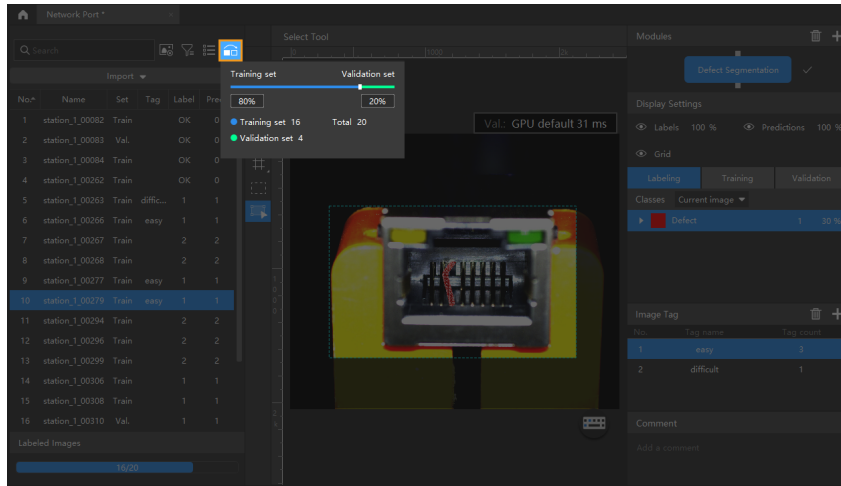 Network Port *
Search
Import
No. Name Set Tag Label
1 station_1_00082 Train OK 0
2 station_1_00083 Val. OK 0
3 station_1_00084 Train OK 0
4 station_1_00262 Train OK 0
5 station_1_00263 Train diffic... 1 1
6 station_1_00266 Train easy 1 1
7 station_1_00267 Train 2 2
8 station_1_00268 Train 2 2
9 station_1_00277 Train easy 1 1
10 station_1_00279 Train easy 1 1
11 station_1_00294 Train 2 2
12 station_1_00296 Train 2 2
13 station_1_00299 Train 2 2
14 station_1_00306 Train 1 1
15 station_1_00308 Train 1 1
16 station_1_00310 Val. 1 1
Labeled Images
16/20
Select Tool
0 1000 2k
Training set Validation set
80% 20%
Training set 16 Total 20
Validation set 4
Val.: GPU default 31 ms
Modules
Defect Segmentation
Display Settings
Labels 100 % Predictions 100 %
Grid
Labeling Training Validation
Classes Current image
Defect 1 30 %
Image Tag
No. Tag name Tag count
1 easy 3
2 difficult 1
Comment
Add a comment